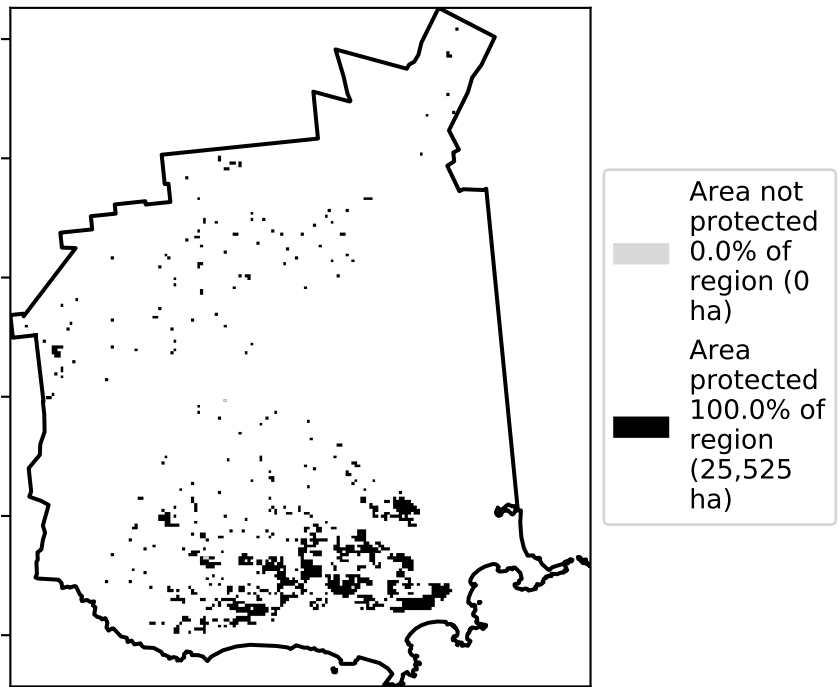 Area not
protected
0.0% of
region (0
ha)
Area
protected
100.0% of
region
(25,525
ha)